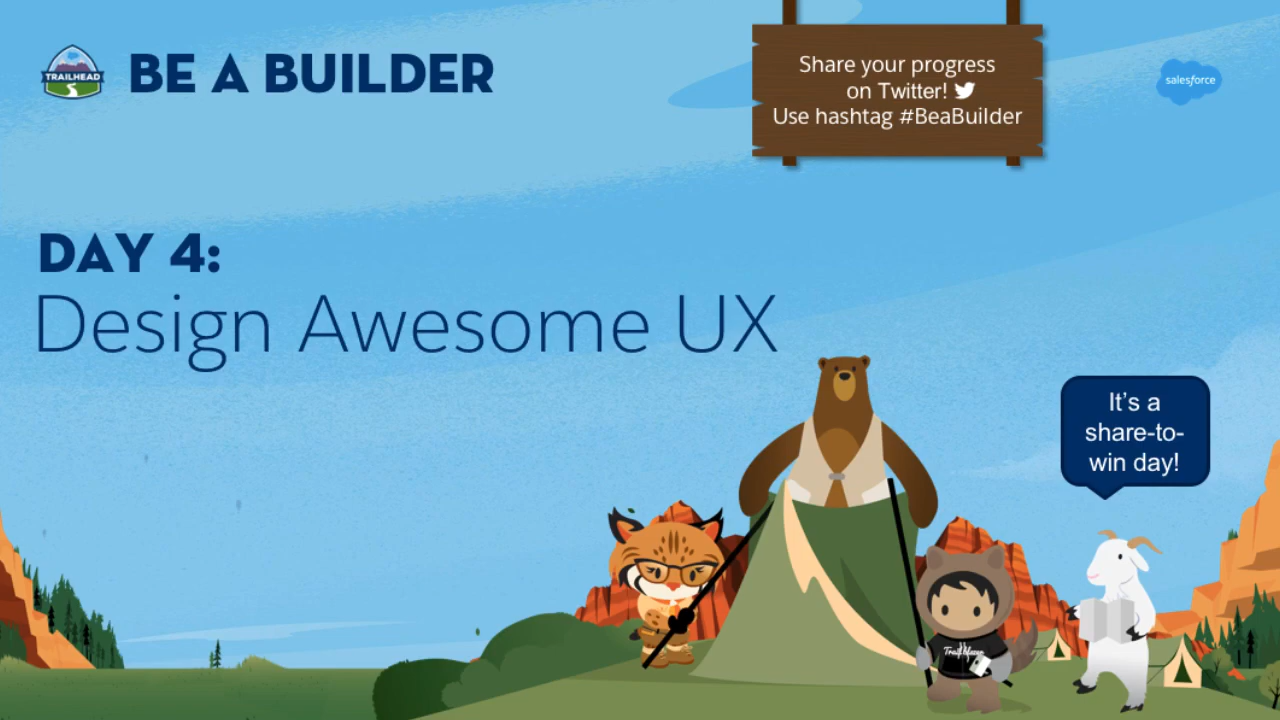 TRAILHEAD
BE A BUILDER
Share your progress
on Twitter!
Use hashtag #BeaBuilder
salesforce
DAY 4:
Design Awesome UX
It's a
share-to-
win day!
Trailblazer